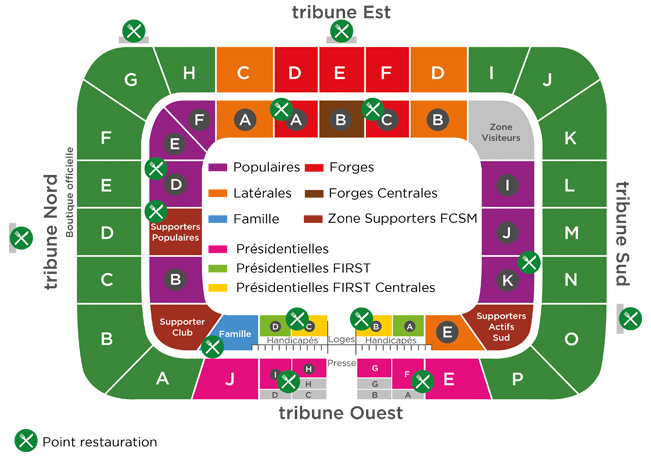 tribune Est
G
H
C
D
E
F
D
I
J
F
E
D
C
B
A
K
L
M
N
O
P
tribune Nord
Boutique officielle
tribune Sud
F
E
D
Supporters
Populaires
B
Supporter
Club
A
A
B
C
B
Zone
Visiteurs
I
J
K
Supporters
Actifs
Sud
Populaires
Forges
Latérales
Forges Centrales
Famille
Zone Supporters FCSM
Présidentielles
Présidentielles FIRST
Présidentielles FIRST Centrales
Famille
D
C
Handicapés
Loges
B
A
Handicapés
E
Presse
J
I
H
H
D
C
G
F
G
B
A
E
tribune Ouest
Point restauration